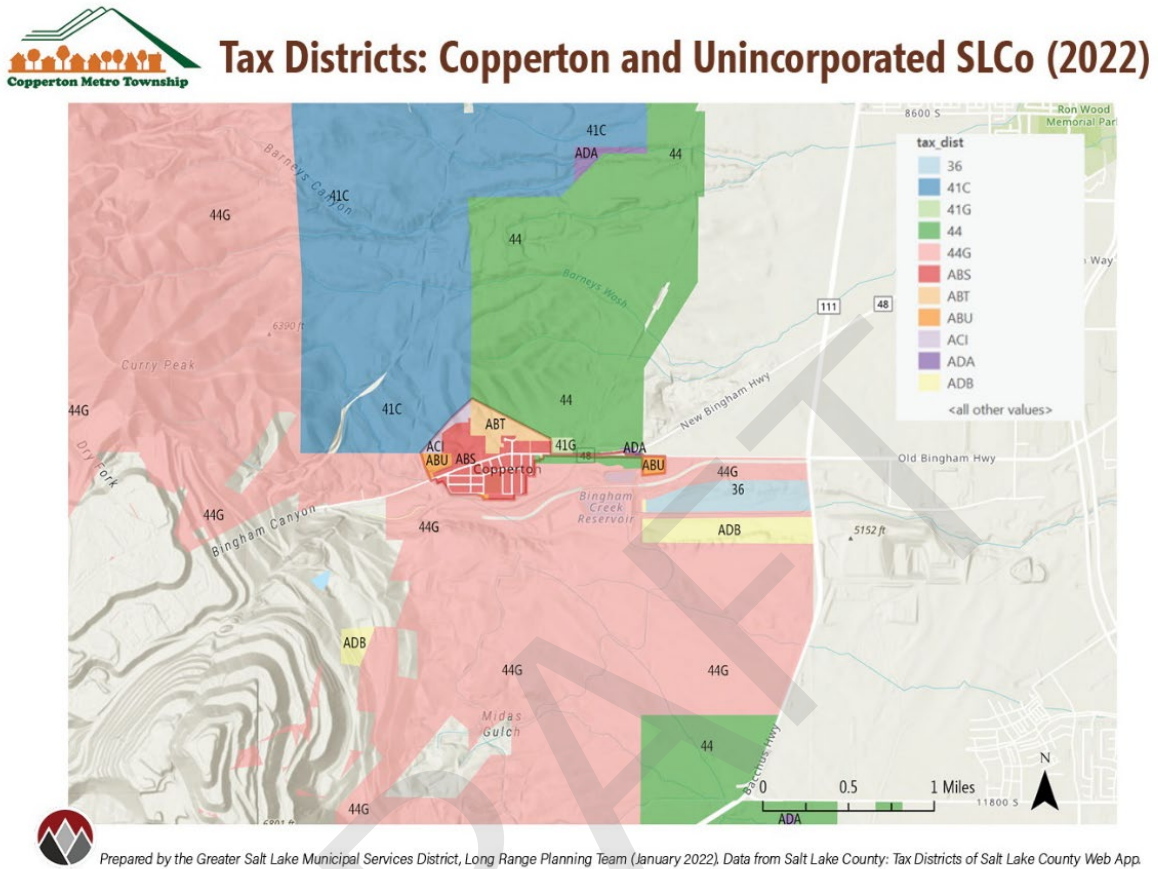 Copperton Metro Township
Tax Districts: Copperton and Unincorporated SLCo (2022)
8600 S
Ron Wood
Memorial Par
41C
ADA
44
tax_dist
36
41C
41G
44
44G
ABS
ABT
ABU
ACI
ADA
ADB
<all other values>
Barneys Canyon
41C
44G
44
n Way
Barneys Wash
111
48
6390 ft
Curry Peak
New Bingham Hwy
44G
41C
44
ABT
ACI
ABU
ABS
41G
48
ADA
ABU
Copperton
Old Bingham Hwy
44G
36
Dry Fork
Bingham
Creek
Reservoir
44G
Bingham Canyon
44G
ADB
5152 ft
ADB
44G
44G
Midas
Gulch
44
Bacchus Hwy
N
0 0.5 1 Miles
11800 S
44G
6801 ft
ADA
DRAFT
Prepared by the Greater Salt Lake Municipal Services District, Long Range Planning Team (January 2022). Data from Salt Lake County: Tax Districts of Salt Lake County Web App.